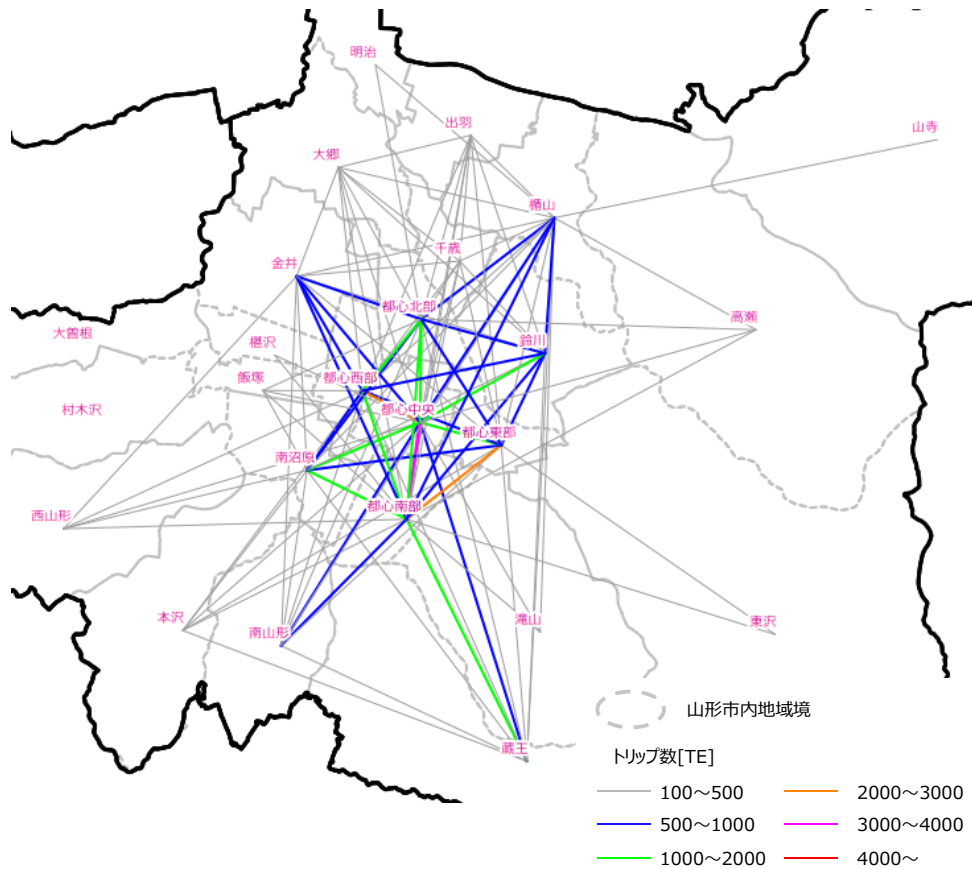 明治
出羽
山寺
大郷
楯山
千歳
金井
都心北部
高瀬
大曽根
椹沢
鈴川
飯塚
都心西部
村木沢
都心中央
都心東部
南沼原
西山形
都心南部
本沢
南山形
滝山
東沢
蔵王
山形市内地域境
トリップ数[TE]
100～500
2000～3000
500～1000
3000～4000
1000～2000
4000～